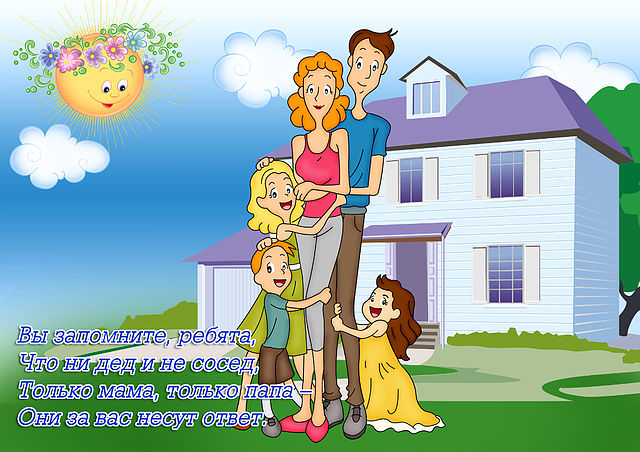 Вы запомните, ребята,
Что ни дед и не сосед,
Только мама, только папа –
Они за вас несут ответ.